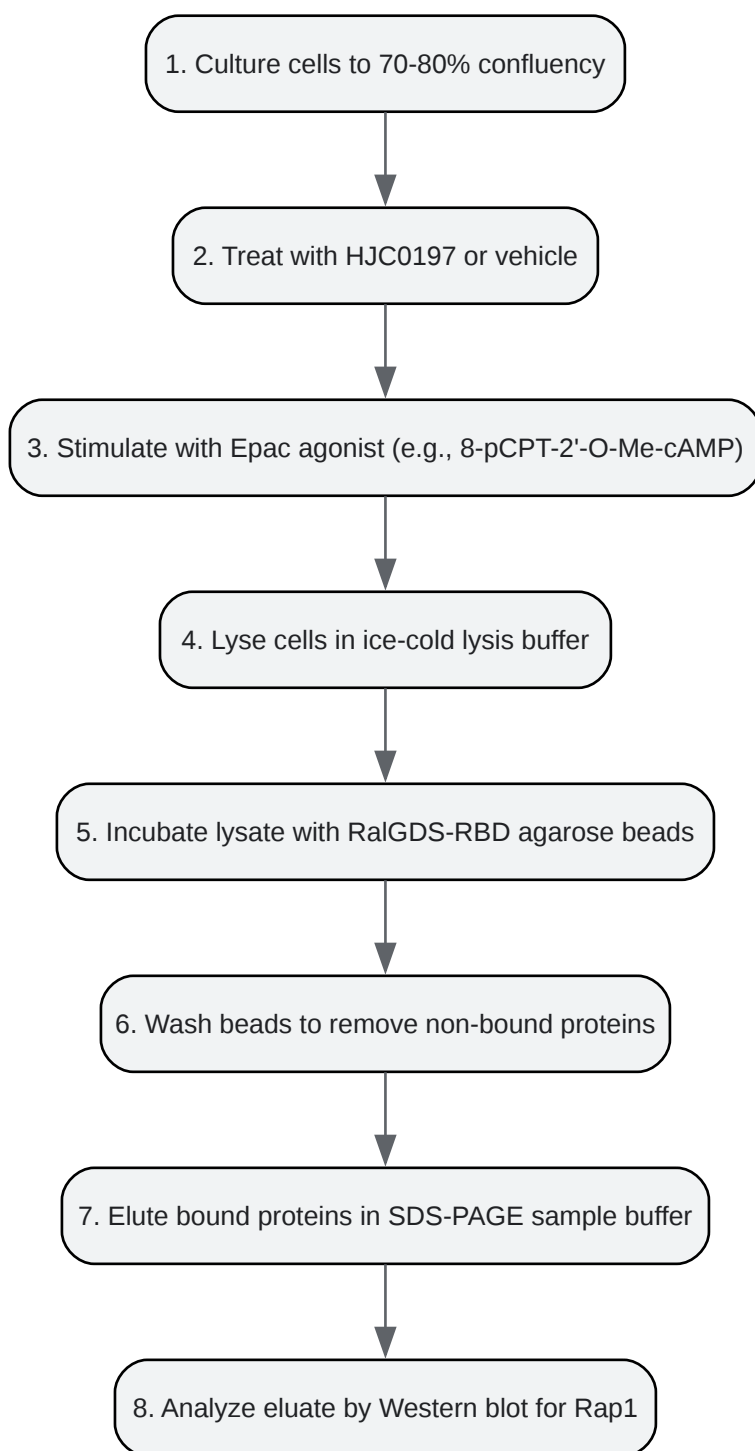 1. Culture cells to 70-80% confluency
2. Treat with HJC0197 or vehicle
3. Stimulate with Epac agonist (e.g., 8-pCPT-2'-O-Me-cAMP)
4. Lyse cells in ice-cold lysis buffer
5. Incubate lysate with RalGDS-RBD agarose beads
6. Wash beads to remove non-bound proteins
7. Elute bound proteins in SDS-PAGE sample buffer
8. Analyze eluate by Western blot for Rap1